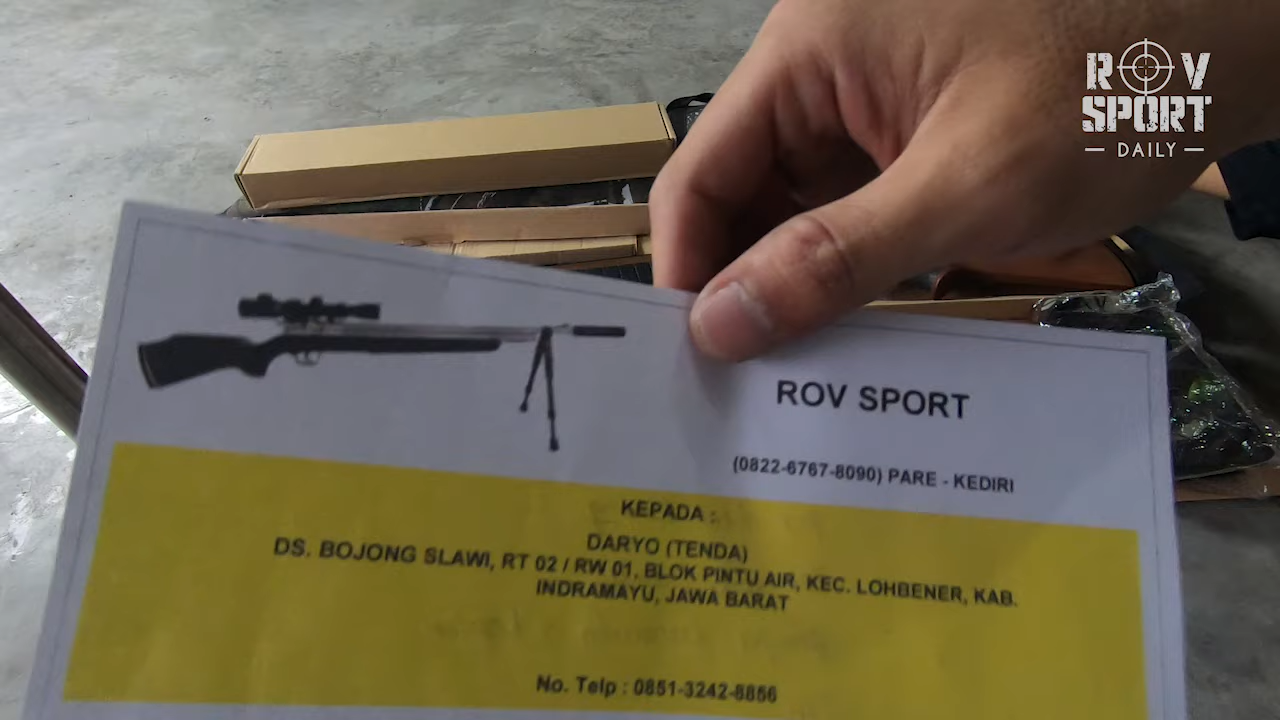 ROV
SPORT
DAILY
ROV SPORT
(0822-6767-8090) PARE - KEDIRI
KEPADA :
DARYO (TENDA)
DS. BOJONG SLAWI, RT 02 / RW 01, BLOK PINTU AIR, KEC. LOHBENER, KAB.
INDRAMAYU, JAWA BARAT
No. Telp : 0851-3242-8856